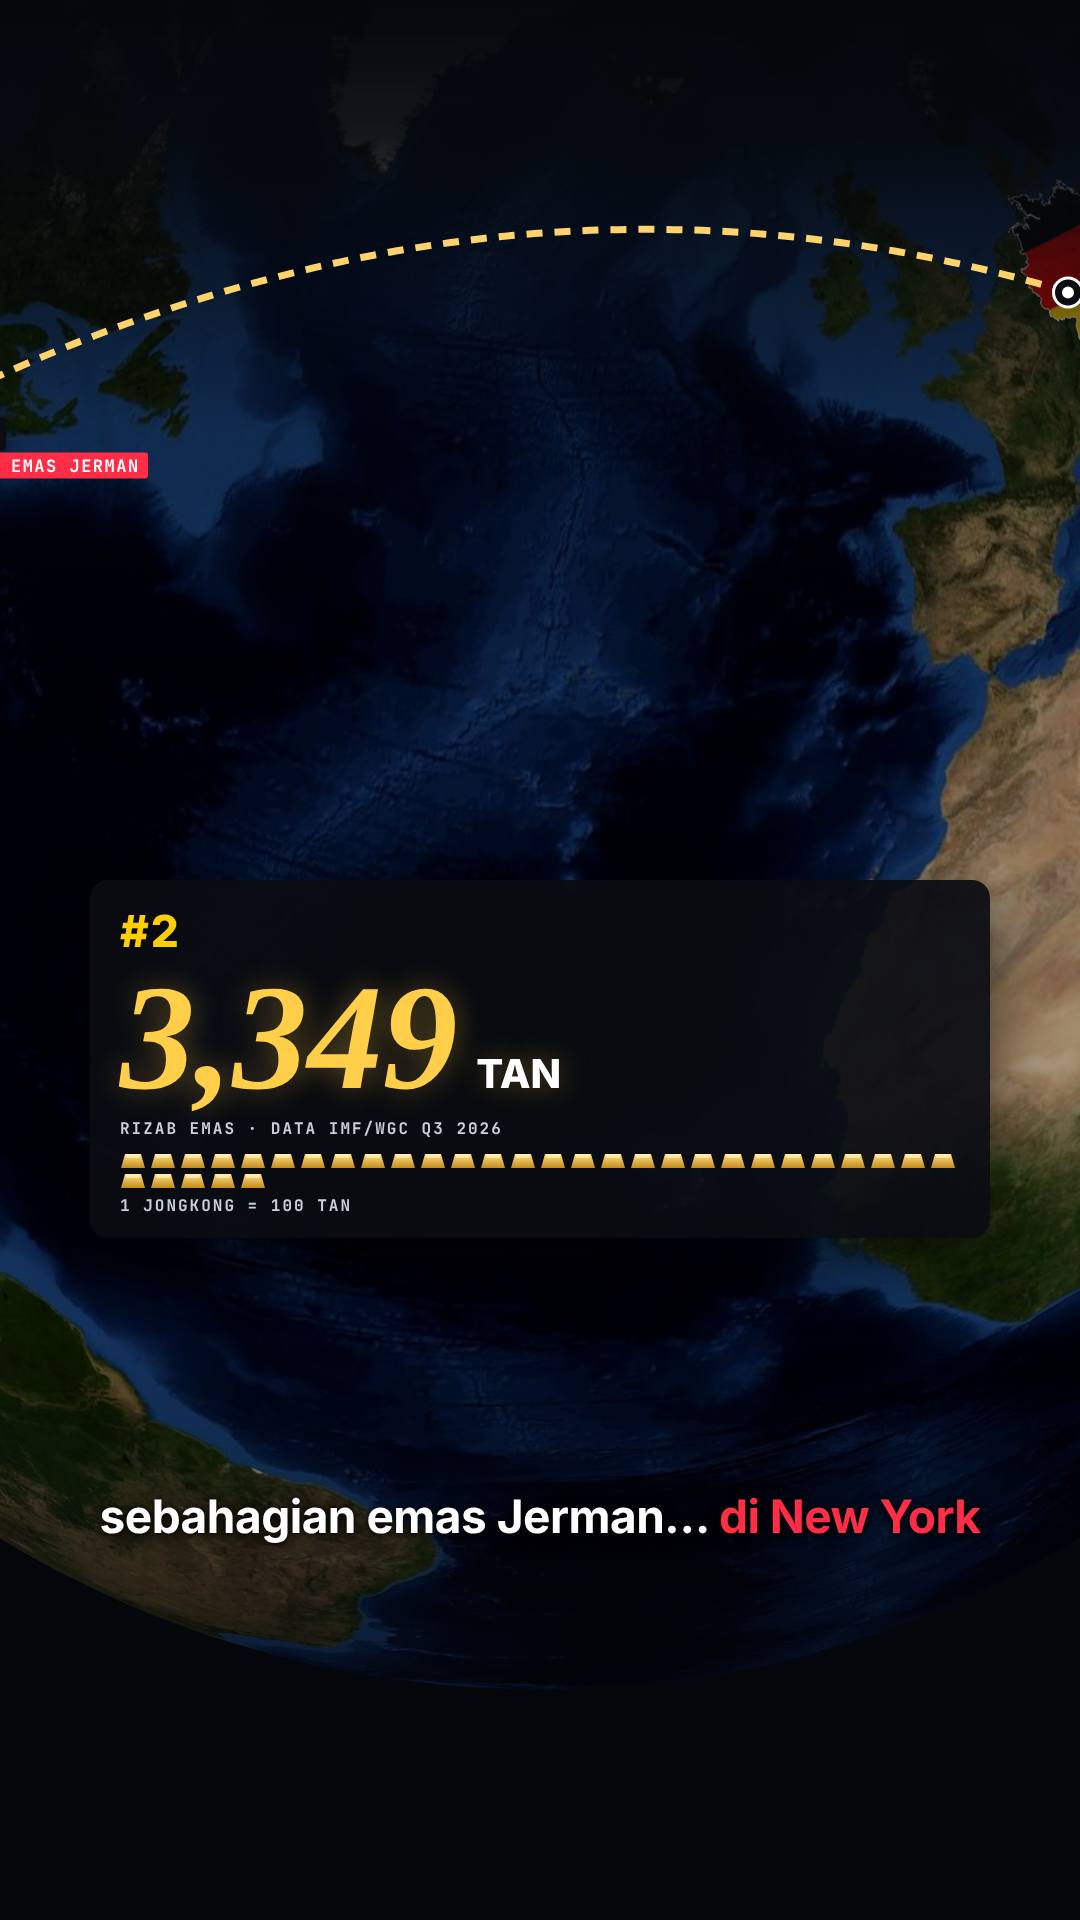 EMAS JERMAN
#2
3,349 TAN
RIZAB EMAS · DATA IMF/WGC Q3 2026
1 JONGKONG = 100 TAN
sebahagian emas Jerman... di New York